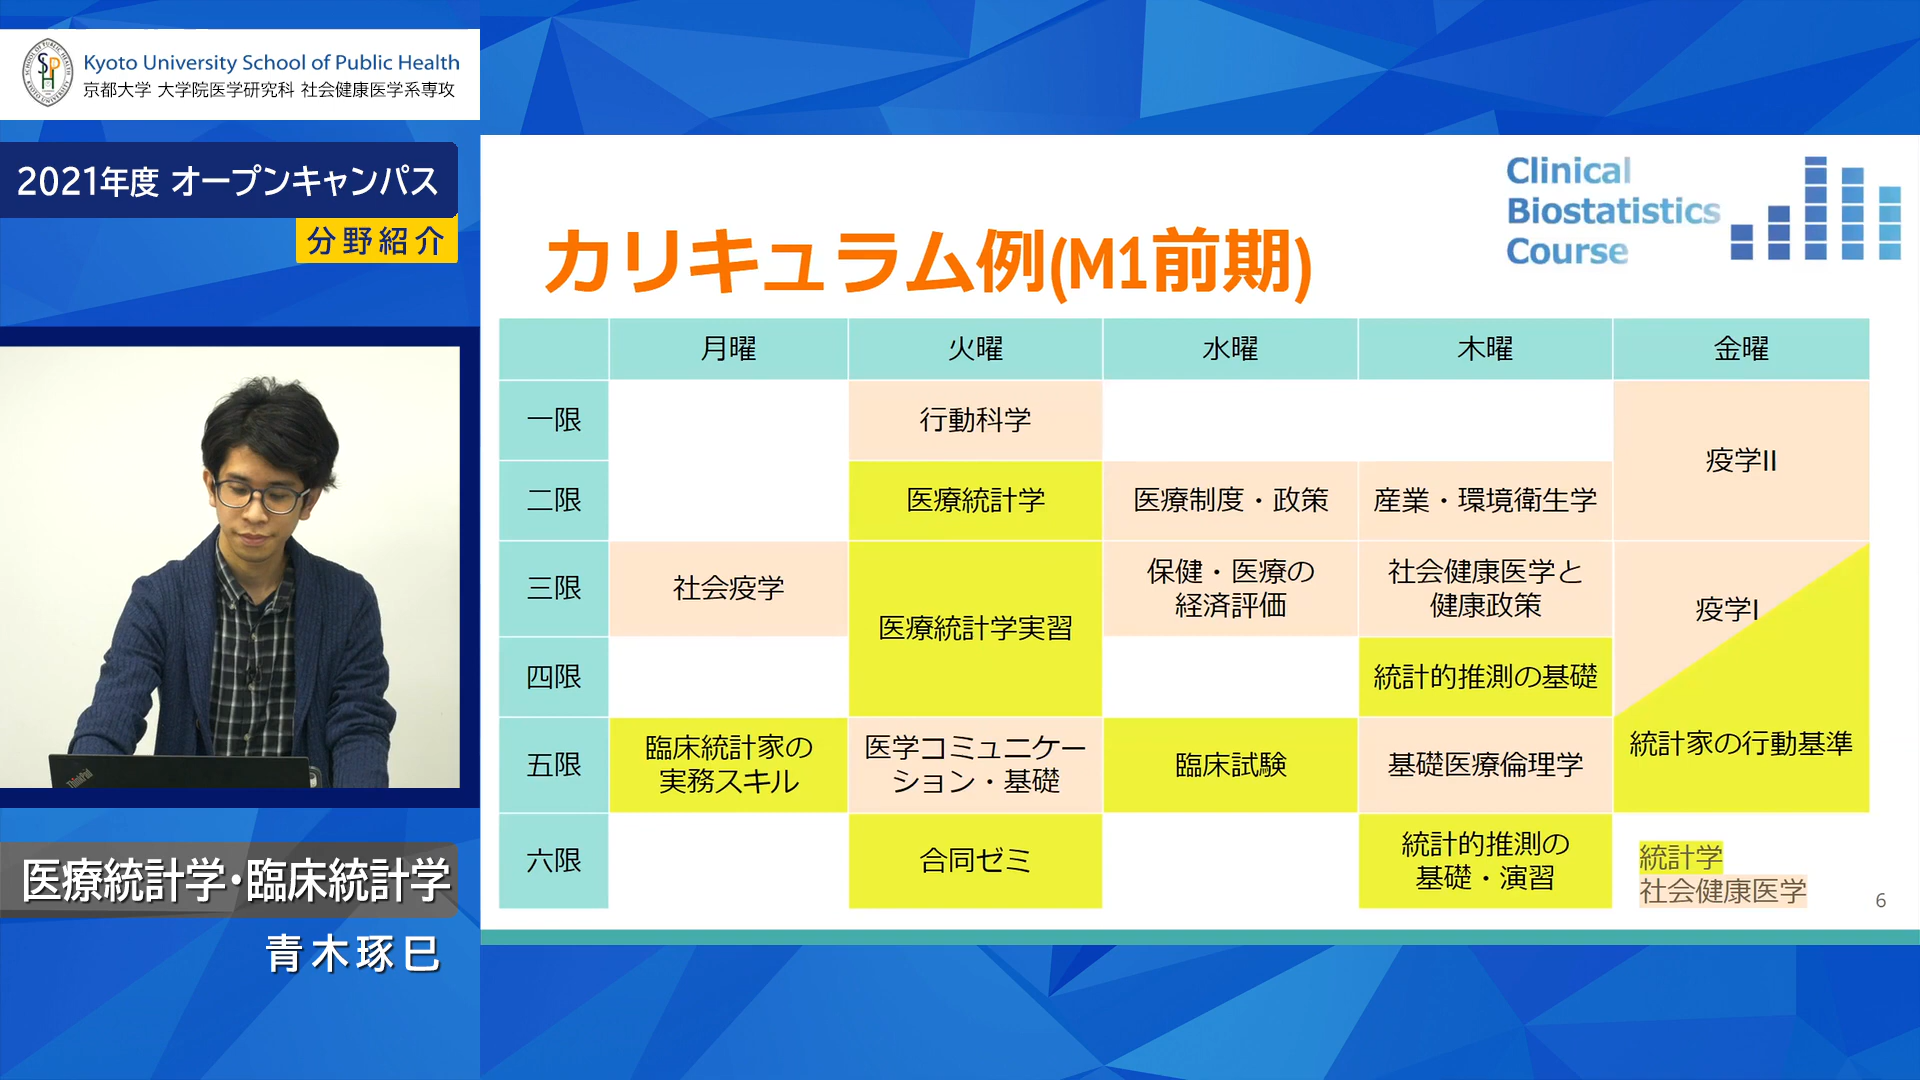 Kyoto University School of Public Health
京都大学 大学院医学研究科 社会健康医学系専攻
2021年度 オープンキャンパス
分野紹介
医療統計学・臨床統計学
青木琢巳
Clinical
Biostatistics
Course
カリキュラム例(M1前期)
月曜 火曜 水曜 木曜 金曜
一限 行動科学
疫学II
二限 医療統計学 医療制度・政策 産業・環境衛生学
三限 社会疫学
保健・医療の
経済評価
社会健康医学と
健康政策
疫学I
医療統計学実習
四限 統計的推測の基礎
統計家の行動基準
五限
臨床統計家の
実務スキル
医学コミュニケー
ション・基礎
臨床試験
基礎医療倫理学
六限 合同ゼミ
統計的推測の
基礎・演習
統計学
社会健康医学
6
ThinkPad